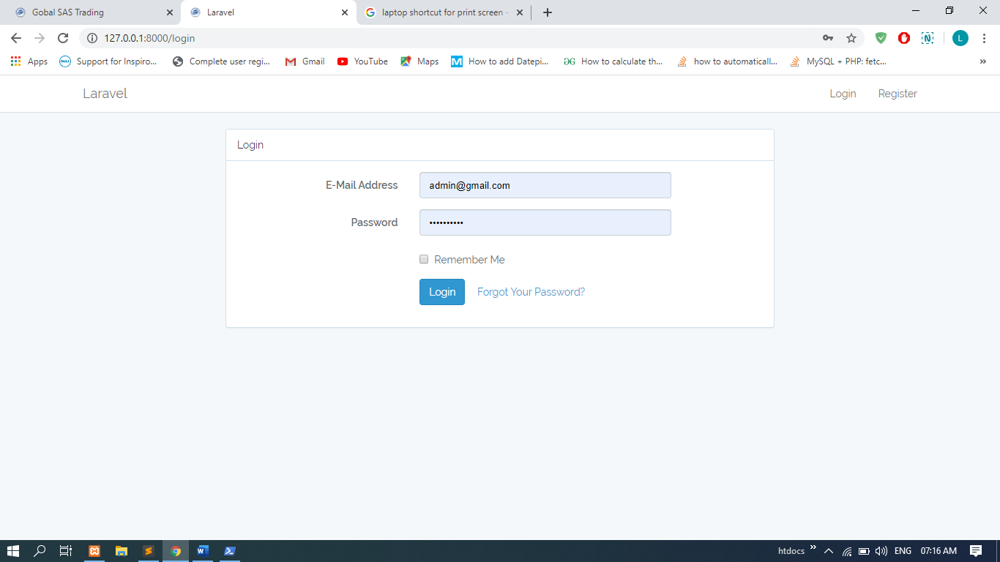 Gobal SAS Trading
Laravel
laptop shortcut for print screen -
127.0.0.1:8000/login
L
Apps
Support for Inspiro...
Complete user regi...
Gmail
YouTube
Maps
How to add Datepi...
How to calculate th...
how to automaticall...
MySQL + PHP: fetc...
Laravel
Login
Register
Login
E-Mail Address
admin@gmail.com
Password
••••••••••
Remember Me
Login
Forgot Your Password?
htdocs
ENG
07:16 AM